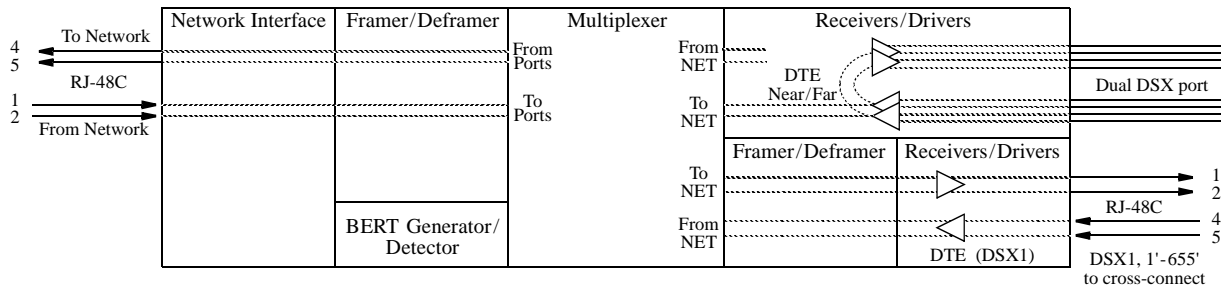 Network Interface
Framer/Deframer
Multiplexer
Receivers/Drivers
To Network
4
5
RJ-48C
1
2
From Network
From
Ports
To
Ports
From
NET
To
NET
DTE
Near/Far
Dual DSX port
Framer/Deframer
Receivers/Drivers
To
NET
From
NET
BERT Generator/
Detector
DTE (DSX1)
1
2
RJ-48C
4
5
DSX1, 1'-655'
to cross-connect